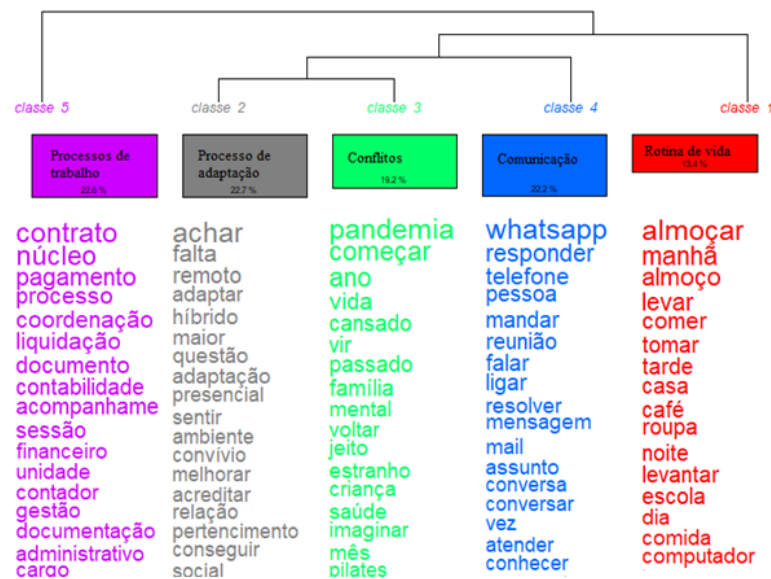 classe 5
classe 2
classe 3
classe 4
classe 1
Processos de
trabalho
22.6 %
Processo de
adaptação
22.7 %
Conflitos
19.2 %
Comunicação
22.2 %
Rotina de vida
13.4 %
contrato
núcleo
pagamento
processo
coordenação
liquidação
documento
contabilidade
acompanhame
sessão
financeiro
unidade
contador
gestão
documentação
administrativo
cargo
achar
falta
remoto
adaptar
híbrido
maior
questão
adaptação
presencial
sentir
ambiente
convívio
melhorar
acreditar
relação
pertencimento
conseguir
social
pandemia
começar
ano
vida
cansado
vir
passado
família
mental
voltar
jeito
estranho
criança
saúde
imaginar
mês
pilates
whatsapp
responder
telefone
pessoa
mandar
reunião
falar
ligar
resolver
mensagem
mail
assunto
conversa
conversar
vez
atender
conhecer
almoçar
manhã
almoço
levar
comer
tomar
tarde
casa
café
roupa
noite
levantar
escola
dia
comida
computador